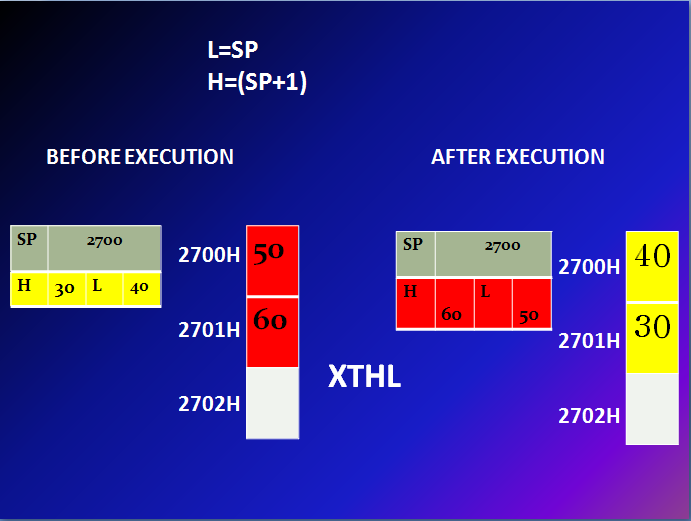 L=SP
H=(SP+1)
BEFORE EXECUTION
AFTER EXECUTION
SP 2700
H 30 L 40
2700H 50
2701H 60
2702H
XTHL
SP 2700
H 60 L 50
2700H 40
2701H 30
2702H